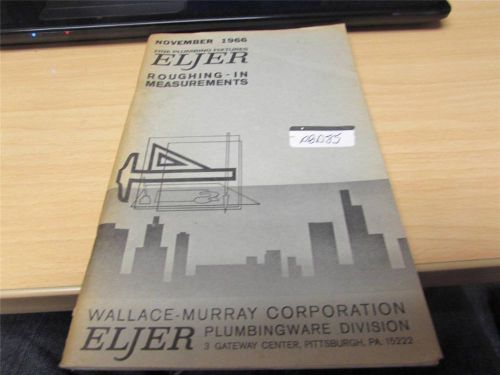 NOVEMBER 1966
FINE PLUMBING FIXTURES
ELJER
ROUGHING-IN
MEASUREMENTS
WALLACE-MURRAY CORPORATION
ELJER PLUMBINGWARE DIVISION
3 GATEWAY CENTER, PITTSBURGH, PA. 15222